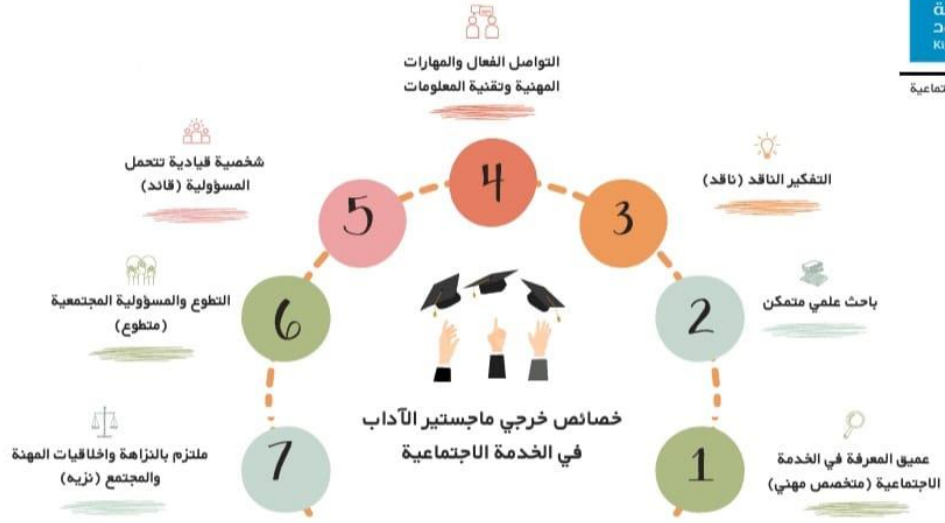 خصائص خرجي ماجستير الآداب
في الخدمة الاجتماعية
1
عميق المعرفة في الخدمة
الاجتماعية (متخصص مهني)
2
باحث علمي متمكن
3
التفكير الناقد (ناقد)
4
التواصل الفعال والمهارات
المهنية وتقنية المعلومات
5
شخصية قيادية تتحمل
المسؤولية (قائد)
6
التطوع والمسؤولية المجتمعية
(متطوع)
7
ملتزم بالنزاهة واخلاقيات المهنة
والمجتمع (نزيه)